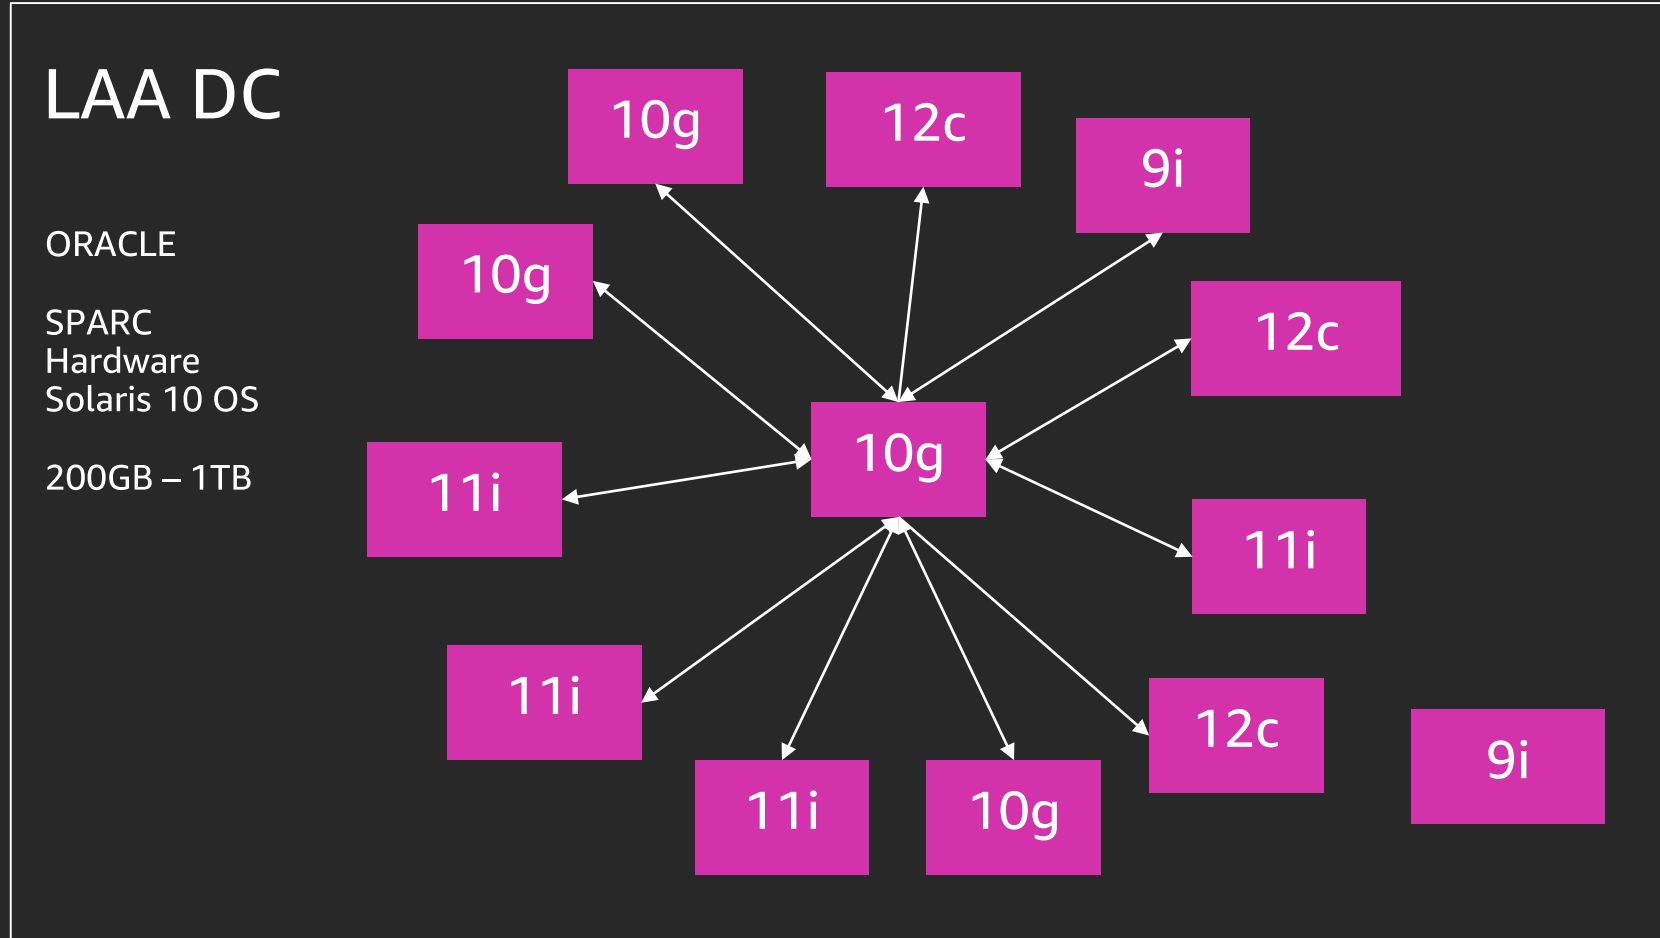 LAA DC
ORACLE
SPARC
Hardware
Solaris 10 OS
200GB – 1TB
10g
12c
9i
10g
12c
10g
11i
11i
11i
12c
9i
11i
10g